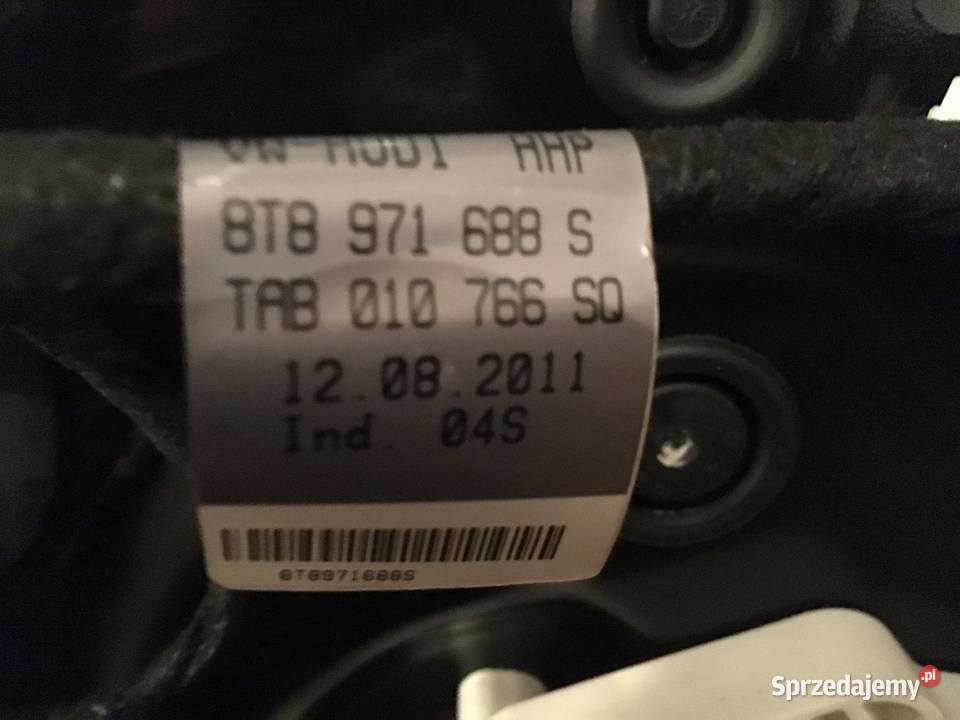 VW-AUDI AHP
8T8 971 688 S
TAB 010 766 SQ
12.08.2011
Ind. 04S
8T8971688S
Sprzedajemy.pl